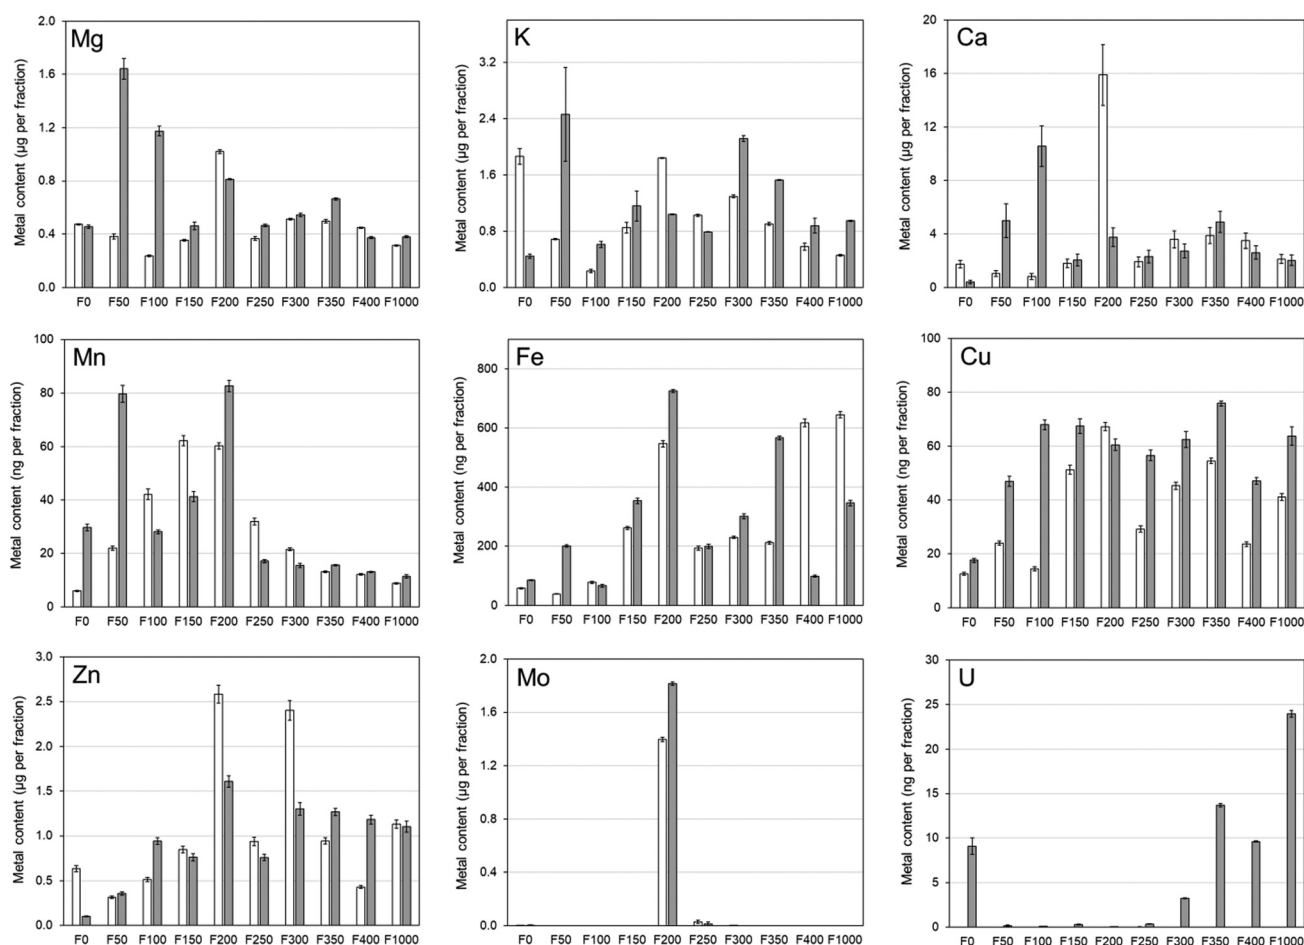 Mg
Metal content (µg per fraction)
2.0
1.6
1.2
0.8
0.4
0.0
F0 F50 F100 F150 F200 F250 F300 F350 F400 F1000
K
Metal content (µg per fraction)
3.2
2.4
1.6
0.8
0.0
F0 F50 F100 F150 F200 F250 F300 F350 F400 F1000
Ca
Metal content (µg per fraction)
20
16
12
8
4
0
F0 F50 F100 F150 F200 F250 F300 F350 F400 F1000
Mn
Metal content (ng per fraction)
100
80
60
40
20
0
F0 F50 F100 F150 F200 F250 F300 F350 F400 F1000
Fe
Metal content (ng per fraction)
800
600
400
200
0
F0 F50 F100 F150 F200 F250 F300 F350 F400 F1000
Cu
Metal content (ng per fraction)
100
80
60
40
20
0
F0 F50 F100 F150 F200 F250 F300 F350 F400 F1000
Zn
Metal content (µg per fraction)
3.0
2.5
2.0
1.5
1.0
0.5
0.0
F0 F50 F100 F150 F200 F250 F300 F350 F400 F1000
Mo
Metal content (µg per fraction)
2.0
1.6
1.2
0.8
0.4
0.0
F0 F50 F100 F150 F200 F250 F300 F350 F400 F1000
U
Metal content (ng per fraction)
30
25
20
15
10
5
0
F0 F50 F100 F150 F200 F250 F300 F350 F400 F1000